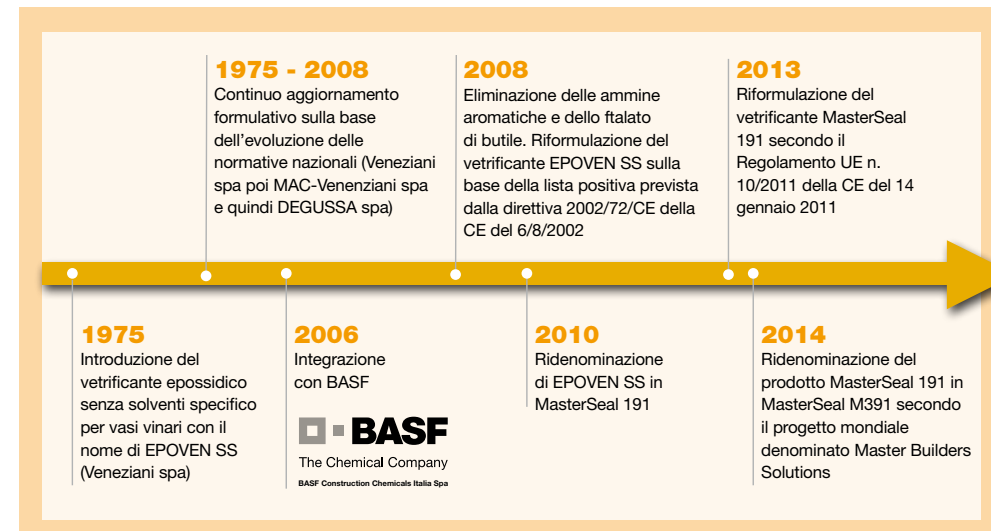 1975 - 2008
Continuo aggiornamento
formulativo sulla base
dell'evoluzione delle
normative nazionali (Veneziani
spa poi MAC-Venenziani spa
e quindi DEGUSSA spa)
2008
Eliminazione delle ammine
aromatiche e dello ftalato
di butile. Riformulazione del
vetrificante EPOVEN SS sulla
base della lista positiva prevista
dalla direttiva 2002/72/CE della
CE del 6/8/2002
2013
Riformulazione del
vetrificante MasterSeal
191 secondo il
Regolamento UE n.
10/2011 della CE del 14
gennaio 2011
1975
Introduzione del
vetrificante epossidico
senza solventi specifico
per vasi vinari con il
nome di EPOVEN SS
(Veneziani spa)
2006
Integrazione
con BASF
BASF
The Chemical Company
BASF Construction Chemicals Italia Spa
2010
Ridenominazione
di EPOVEN SS in
MasterSeal 191
2014
Ridenominazione del
prodotto MasterSeal 191 in
MasterSeal M391 secondo
il progetto mondiale
denominato Master Builders
Solutions